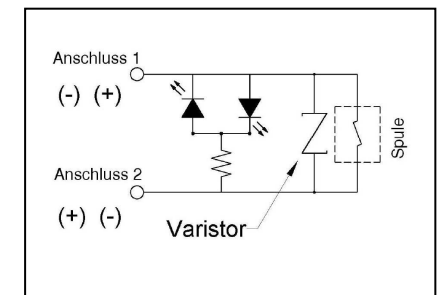 Anschluss 1
(-) (+)
Anschluss 2
(+) (-)
Varistor
Spule